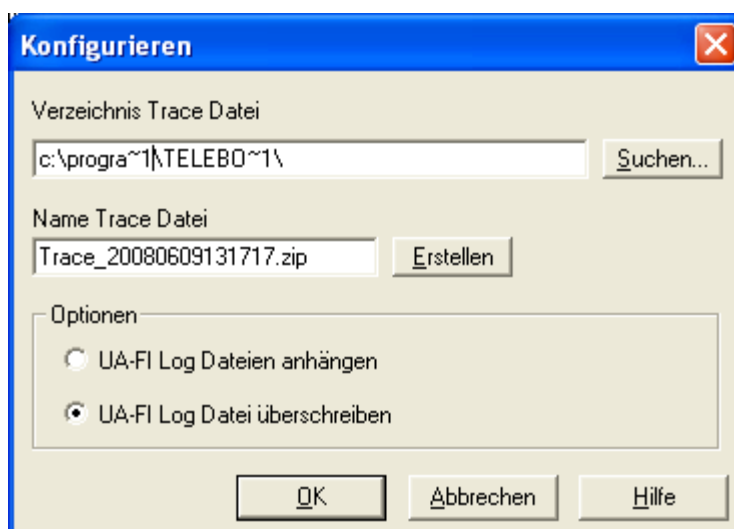 Konfigurieren
Verzeichnis Trace Datei
c:\progra~1\TELEBO~1\
Suchen...
Name Trace Datei
Trace_20080609131717.zip
Erstellen
Optionen
UA-FI Log Dateien anhängen
UA-FI Log Datei überschreiben
OK Abbrechen Hilfe